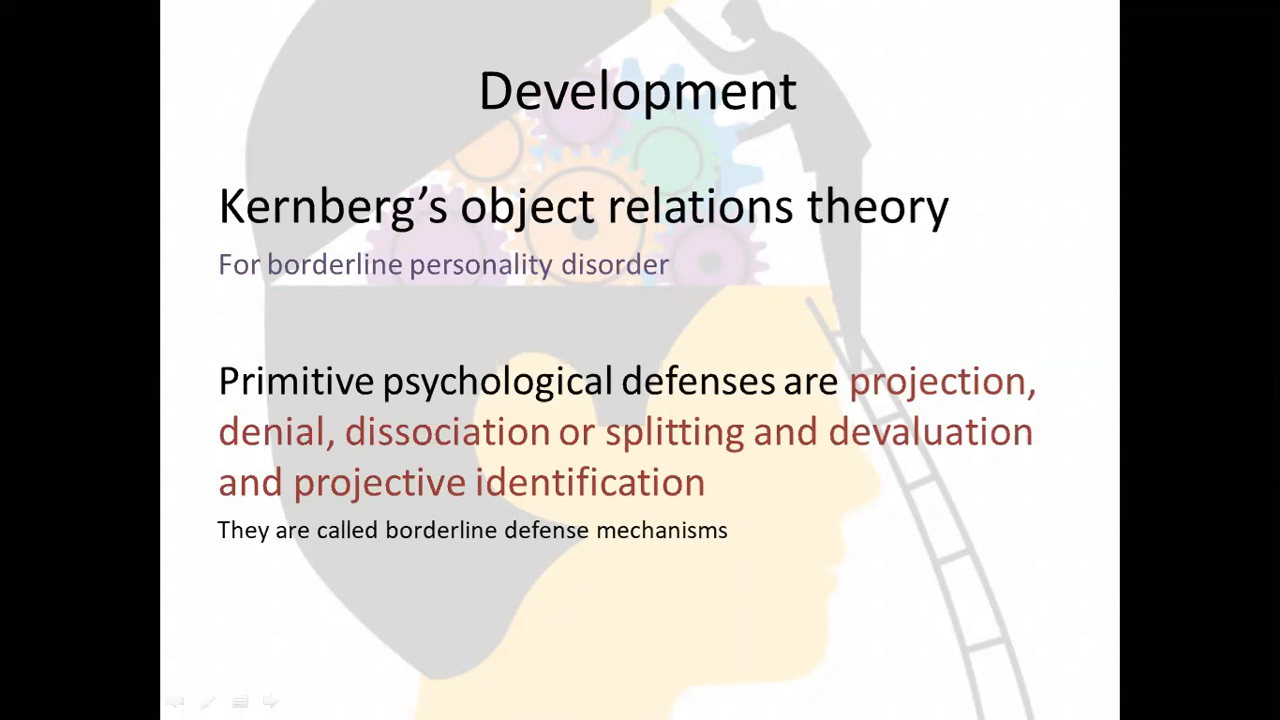 Development
Kernberg's object relations theory
For borderline personality disorder
Primitive psychological defenses are projection,
denial, dissociation or splitting and devaluation
and projective identification
They are called borderline defense mechanisms